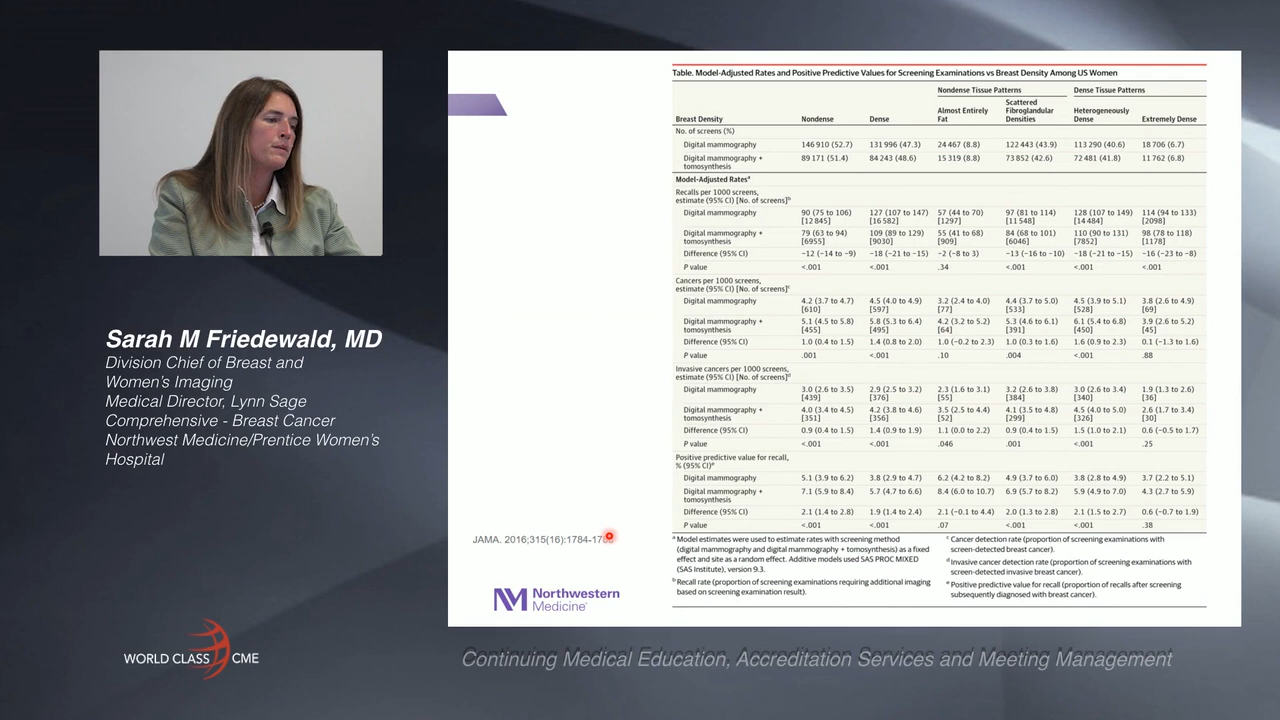 Sarah M Friedewald, MD
Division Chief of Breast and
Women's Imaging
Medical Director, Lynn Sage
Comprehensive - Breast Cancer
Northwest Medicine/Prentice Women's
Hospital
WORLD CLASS CME
JAMA. 2016;315(16):1784-17
Northwestern
Medicine
Table. Model-Adjusted Rates and Positive Predictive Values for Screening Examinations vs Breast Density Among US Women
Nondense Tissue Patterns Dense Tissue Patterns
Breast Density Nondense Dense Almost Entirely Fat Scattered Fibroglandular Densities Heterogeneously Dense Extremely Dense
No. of screens (%)
Digital mammography 146 910 (52.7) 131 996 (47.3) 24 467 (8.8) 122 443 (43.9) 113 290 (40.6) 18 706 (6.7)
Digital mammography + tomosynthesis 89 171 (51.4) 84 243 (48.6) 15 319 (8.8) 73 852 (42.6) 72 481 (41.8) 11 762 (6.8)
Model-Adjusted Ratesa
Recalls per 1000 screens,
estimate (95% CI) [No. of screens]b
Digital mammography 90 (75 to 106) [12 845] 127 (107 to 147) [16 582] 57 (44 to 70) [1297] 97 (81 to 114) [11 548] 128 (107 to 149) [14 484] 114 (94 to 133) [2098]
Digital mammography + tomosynthesis 79 (63 to 94) [6955] 109 (89 to 129) [9030] 55 (41 to 68) [909] 84 (68 to 101) [6046] 110 (90 to 131) [7852] 98 (78 to 118) [1178]
Difference (95% CI) −12 (−14 to −9) −18 (−21 to −15) −2 (−8 to 3) −13 (−16 to −10) −18 (−21 to −15) −16 (−23 to −8)
P value <.001 <.001 .34 <.001 <.001 <.001
Cancers per 1000 screens,
estimate (95% CI) [No. of screens]c
Digital mammography 4.2 (3.7 to 4.7) [610] 4.5 (4.0 to 4.9) [597] 3.2 (2.4 to 4.0) [77] 4.4 (3.7 to 5.0) [533] 4.5 (3.9 to 5.1) [528] 3.8 (2.6 to 4.9) [69]
Digital mammography + tomosynthesis 5.1 (4.5 to 5.8) [455] 5.8 (5.3 to 6.4) [495] 4.2 (3.2 to 5.2) [64] 5.3 (4.6 to 6.1) [391] 6.1 (5.4 to 6.8) [450] 3.9 (2.6 to 5.2) [45]
Difference (95% CI) 1.0 (0.4 to 1.5) 1.4 (0.8 to 2.0) 1.0 (−0.2 to 2.3) 1.0 (0.3 to 1.6) 1.6 (0.9 to 2.3) 0.1 (−1.3 to 1.6)
P value .001 <.001 .10 .004 <.001 .88
Invasive cancers per 1000 screens,
estimate (95% CI) [No. of screens]d
Digital mammography 3.0 (2.6 to 3.5) [439] 2.9 (2.5 to 3.2) [376] 2.3 (1.6 to 3.1) [55] 3.2 (2.6 to 3.8) [384] 3.0 (2.6 to 3.4) [340] 1.9 (1.3 to 2.6) [36]
Digital mammography + tomosynthesis 4.0 (3.4 to 4.5) [351] 4.2 (3.8 to 4.6) [356] 3.5 (2.5 to 4.4) [52] 4.1 (3.5 to 4.8) [299] 4.5 (4.0 to 5.0) [326] 2.6 (1.7 to 3.4) [30]
Difference (95% CI) 0.9 (0.4 to 1.5) 1.4 (0.9 to 1.9) 1.1 (0.0 to 2.2) 0.9 (0.4 to 1.5) 1.5 (1.0 to 2.1) 0.6 (−0.5 to 1.7)
P value <.001 <.001 .046 .001 <.001 .25
Positive predictive value for recall,
% (95% CI)e
Digital mammography 5.1 (3.9 to 6.2) 3.8 (2.9 to 4.7) 6.2 (4.2 to 8.2) 4.9 (3.7 to 6.0) 3.8 (2.8 to 4.9) 3.7 (2.2 to 5.1)
Digital mammography + tomosynthesis 7.1 (5.9 to 8.4) 5.7 (4.7 to 6.6) 8.4 (6.0 to 10.7) 6.9 (5.7 to 8.2) 5.9 (4.9 to 7.0) 4.3 (2.7 to 5.9)
Difference (95% CI) 2.1 (1.4 to 2.8) 1.9 (1.4 to 2.4) 2.1 (−0.1 to 4.4) 2.0 (1.3 to 2.8) 2.1 (1.5 to 2.7) 0.6 (−0.7 to 1.9)
P value <.001 <.001 .07 <.001 <.001 .38
a Model estimates were used to estimate rates with screening method
(digital mammography and digital mammography + tomosynthesis) as a fixed
effect and site as a random effect. Additive models used SAS PROC MIXED
(SAS Institute), version 9.3.
b Recall rate (proportion of screening examinations requiring additional imaging
based on screening examination result).
c Cancer detection rate (proportion of screening examinations with
screen-detected breast cancer).
d Invasive cancer detection rate (proportion of screening examinations with
screen-detected invasive breast cancer).
e Positive predictive value for recall (proportion of recalls after screening
subsequently diagnosed with breast cancer).
Continuing Medical Education, Accreditation Services and Meeting Management